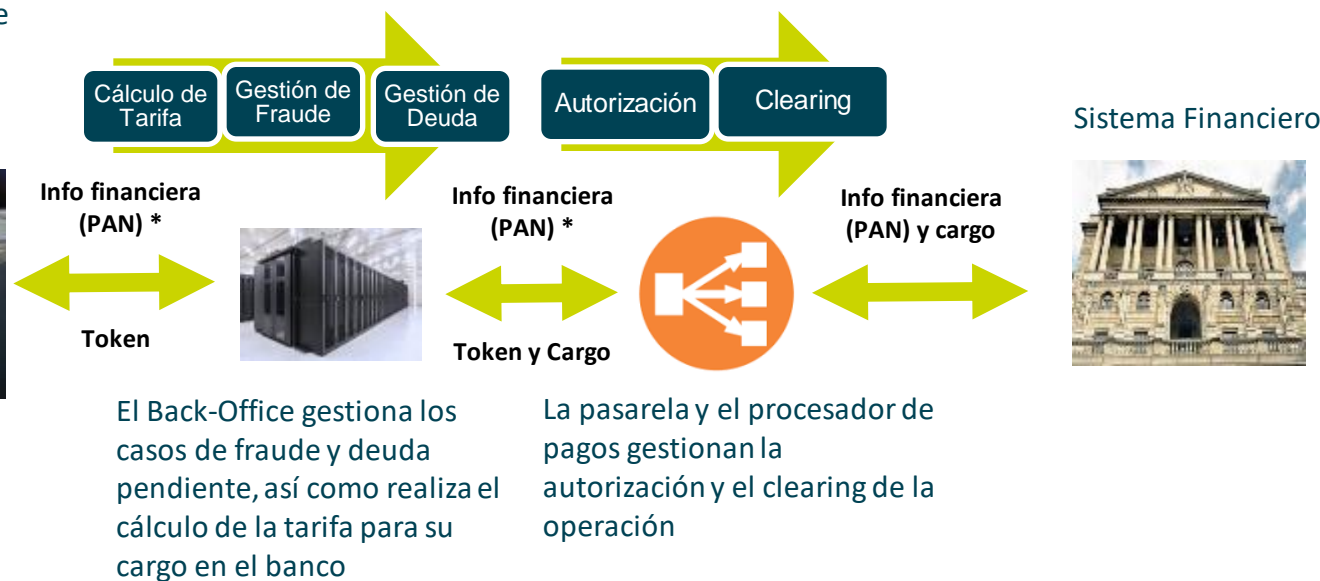 e
Cálculo de
Tarifa
Gestión de
Fraude
Gestión de
Deuda
Autorización
Clearing
Sistema Financiero
Info financiera
(PAN) *
Token
Info financiera
(PAN) *
Token y Cargo
Info financiera
(PAN) y cargo
El Back-Office gestiona los
casos de fraude y deuda
pendiente, así como realiza el
cálculo de la tarifa para su
cargo en el banco
La pasarela y el procesador de
pagos gestionan la
autorización y el clearing de la
operación